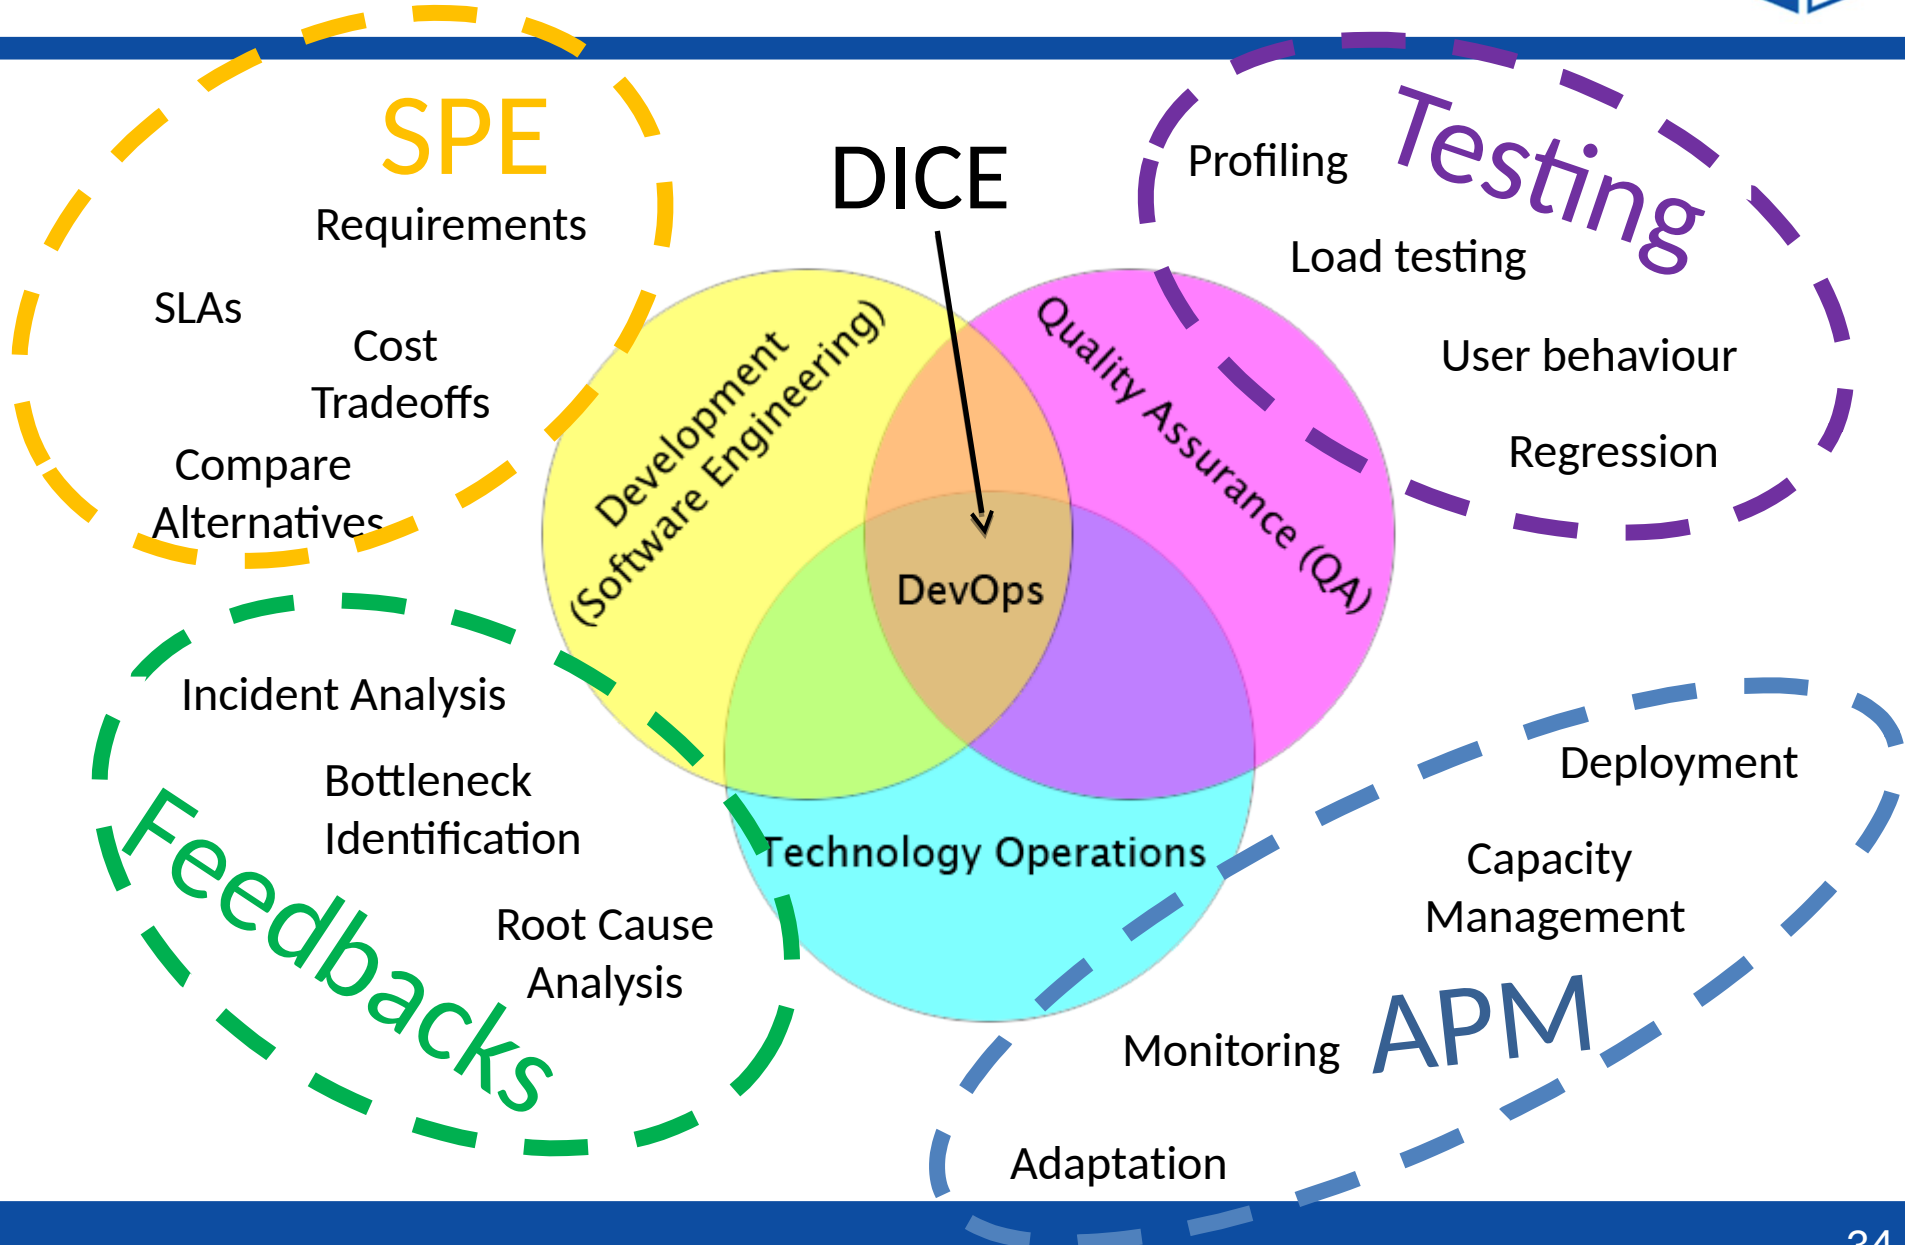 SPE
Requirements
SLAs
Cost
Tradeoffs
Compare
Alternatives
DICE
Testing
Profiling
Load testing
User behaviour
Regression
Development
(Software Engineering)
Quality Assurance (QA)
DevOps
Technology Operations
Incident Analysis
Bottleneck
Identification
Root Cause
Analysis
Feedbacks
Deployment
Capacity
Management
APM
Monitoring
Adaptation
34